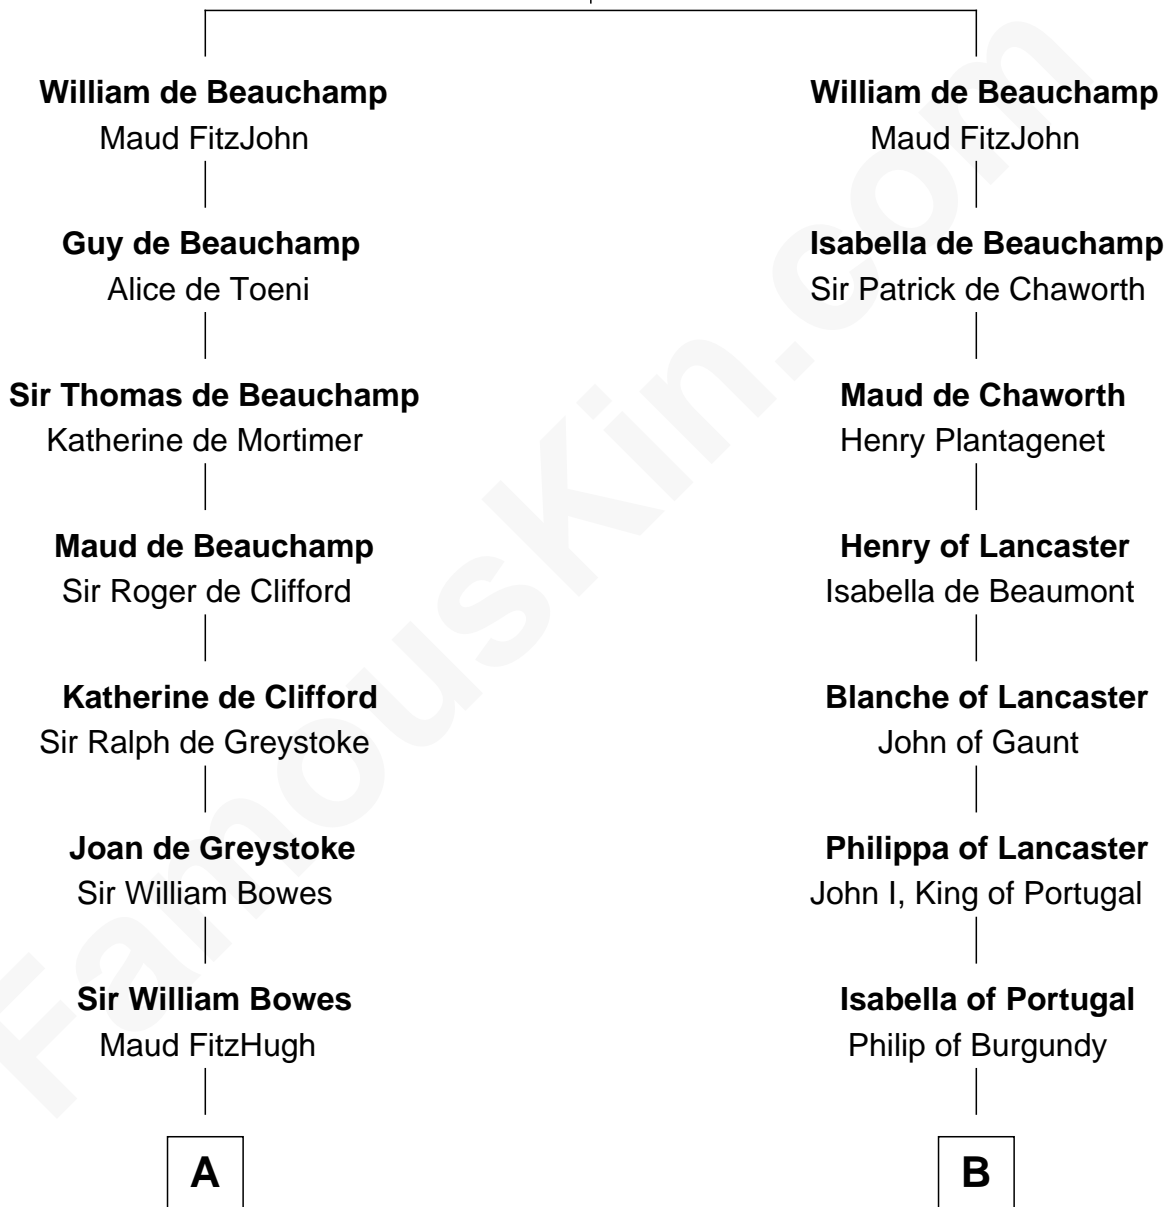 William de Beauchamp
Maud FitzJohn
Guy de Beauchamp
Alice de Toeni
Sir Thomas de Beauchamp
Katherine de Mortimer
Maud de Beauchamp
Sir Roger de Clifford
Katherine de Clifford
Sir Ralph de Greystoke
Joan de Greystoke
Sir William Bowes
Sir William Bowes
Maud FitzHugh
A
William de Beauchamp
Maud FitzJohn
Isabella de Beauchamp
Sir Patrick de Chaworth
Maud de Chaworth
Henry Plantagenet
Henry of Lancaster
Isabella de Beaumont
Blanche of Lancaster
John of Gaunt
Philippa of Lancaster
John I, King of Portugal
Isabella of Portugal
Philip of Burgundy
B
FamousKin.com